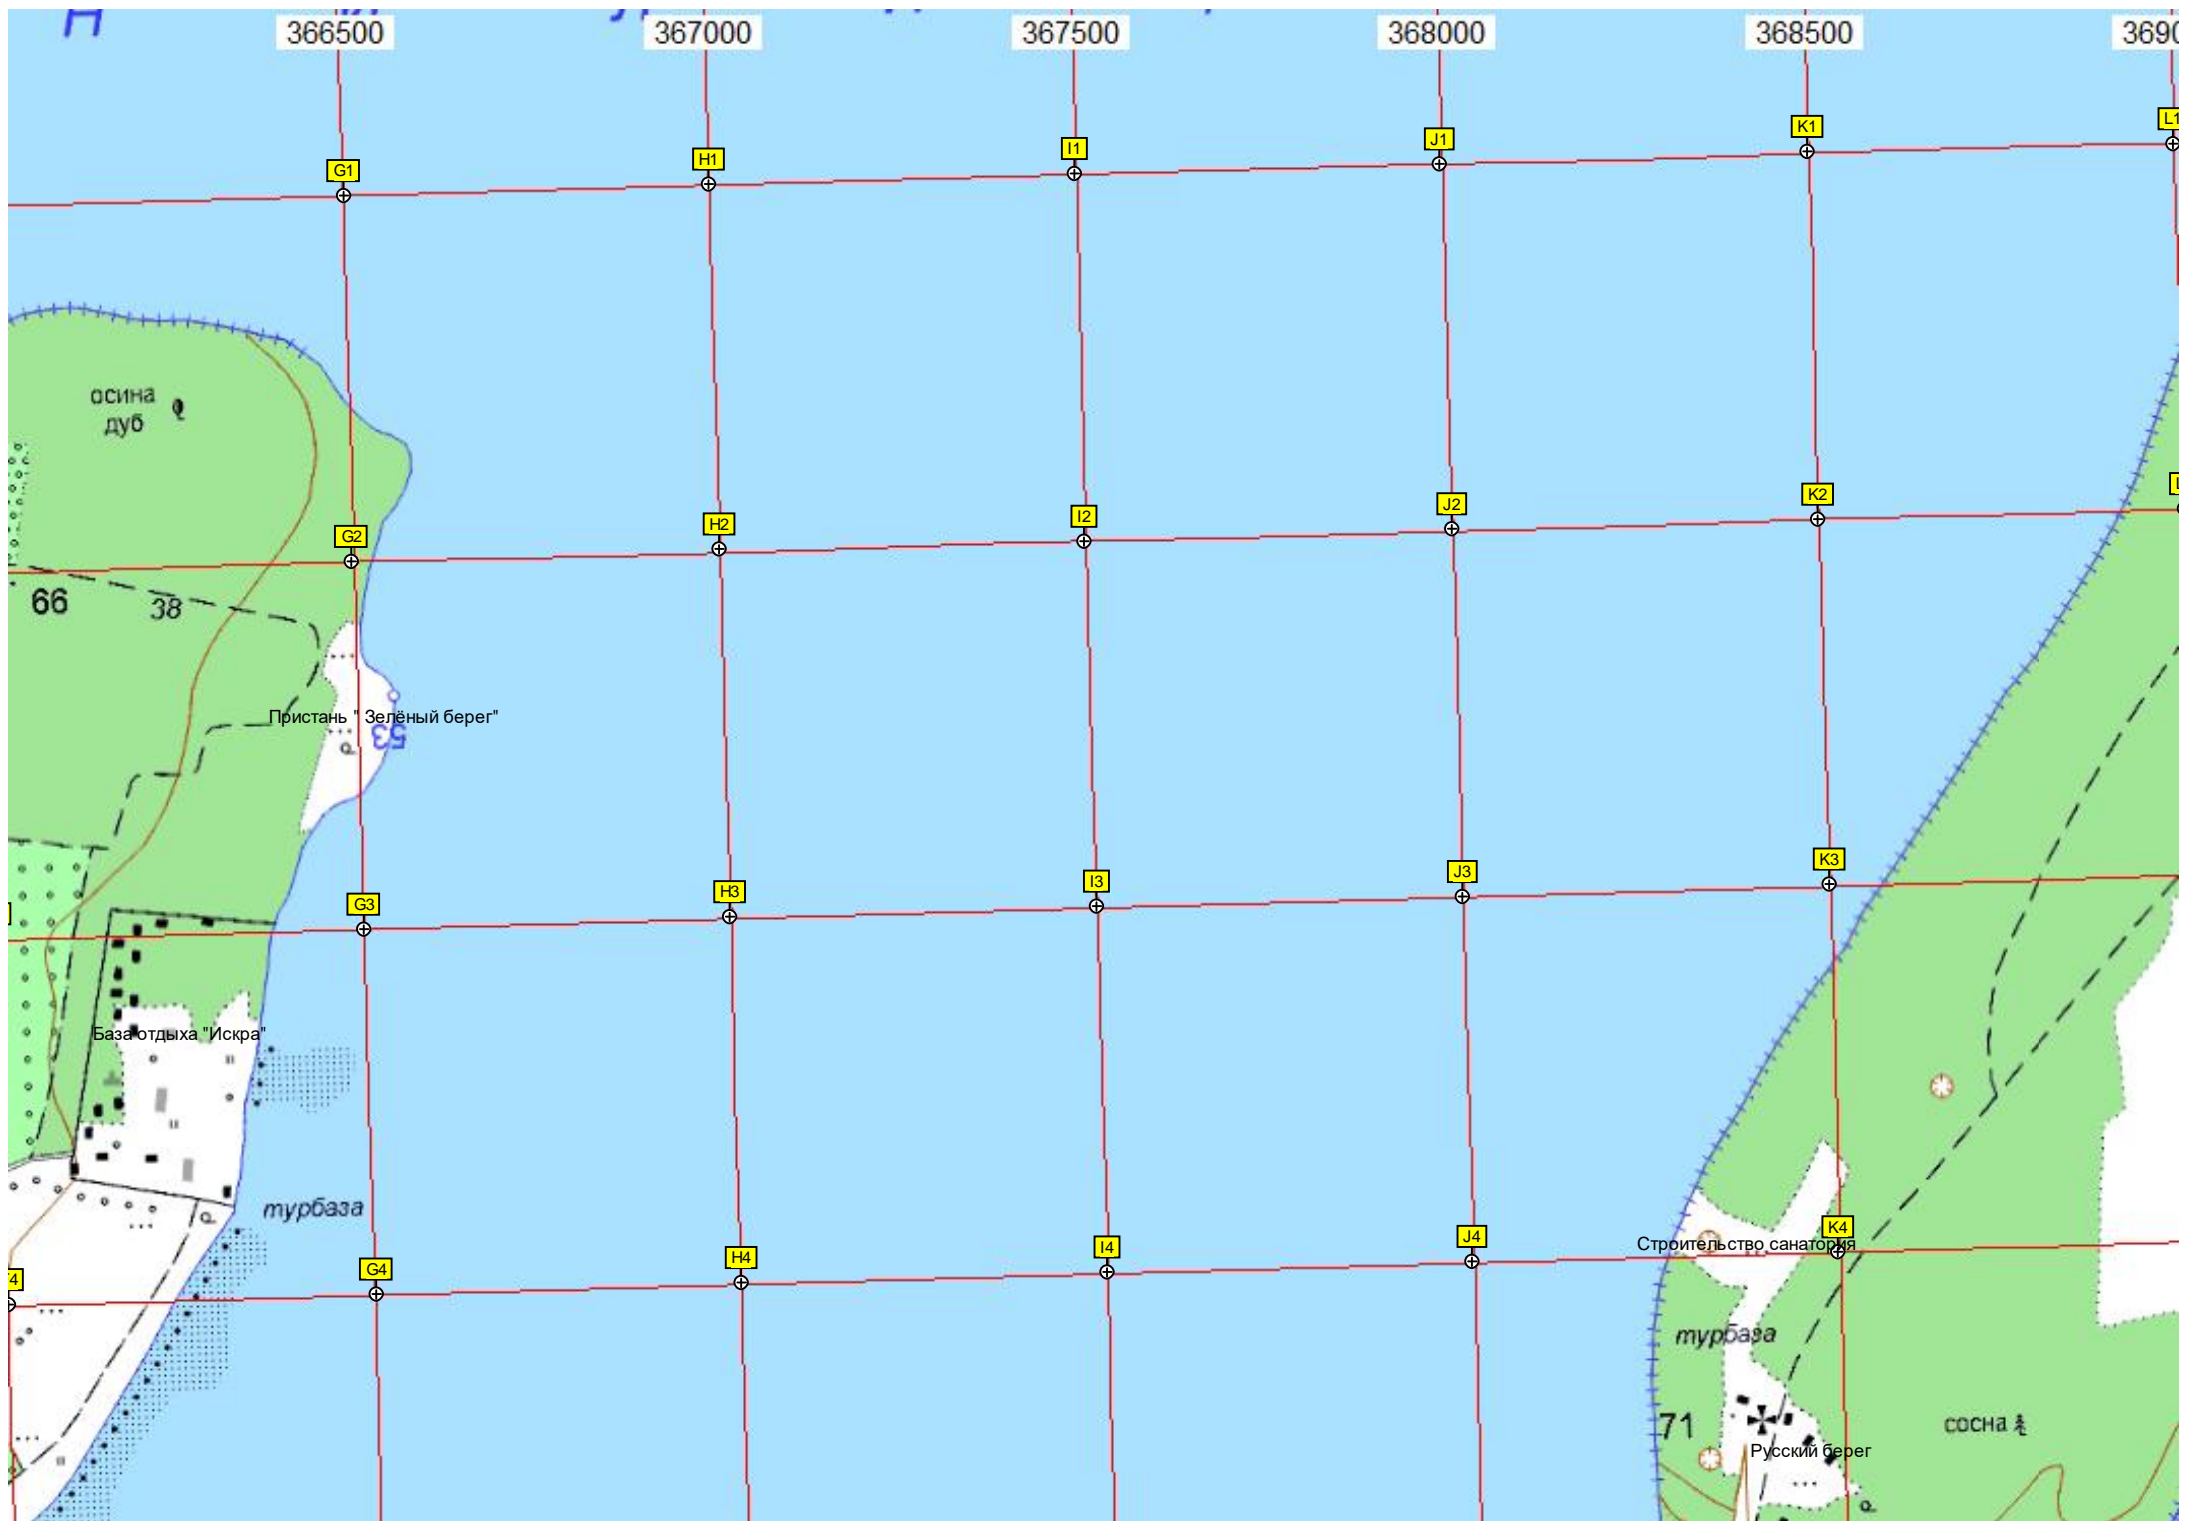 Н
366500
367000
367500
368000
368500
G1
H1
I1
J1
K1
L1
осина
дуб
G2
H2
I2
J2
K2
66
38
Пристань " Зелёный берег"
53
G3
H3
I3
J3
K3
База отдыха "Искра"
турбаза
G4
H4
I4
J4
K4
Строительство санатория
турбаза
71
сосна
Русский берег